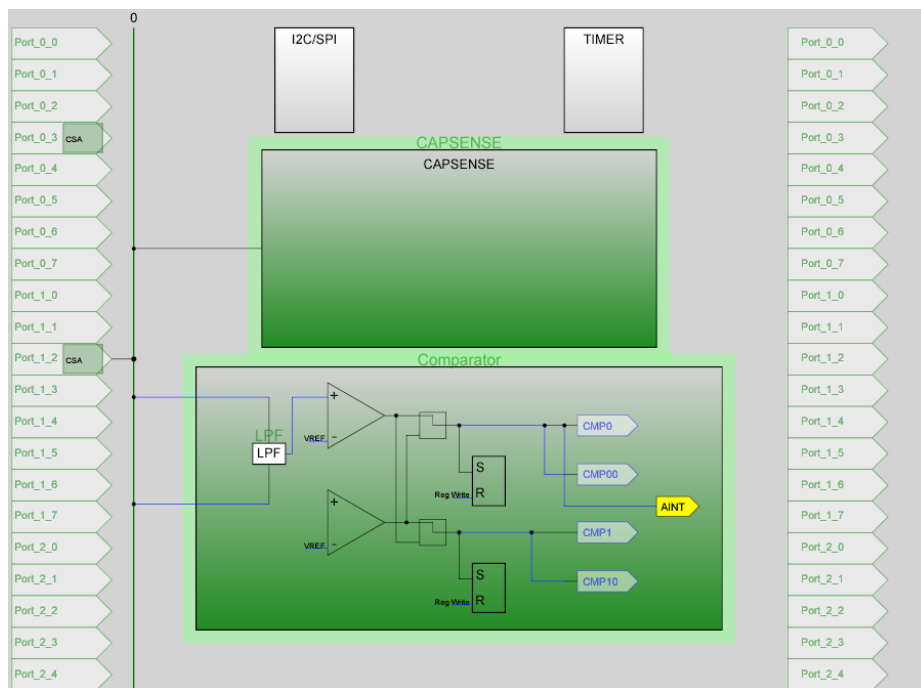 0
I2C/SPI
TIMER
Port_0_0
Port_0_1
Port_0_2
Port_0_3 CSA
Port_0_4
Port_0_5
Port_0_6
Port_0_7
Port_1_0
Port_1_1
Port_1_2 CSA
Port_1_3
Port_1_4
Port_1_5
Port_1_6
Port_1_7
Port_2_0
Port_2_1
Port_2_2
Port_2_3
Port_2_4
CAPSENSE
CAPSENSE
Comparator
LPF
LPF
+
VREF -
S
Reg Write R
+
VREF -
S
Reg Write R
CMP0
CMP00
AINT
CMP1
CMP10
Port_0_0
Port_0_1
Port_0_2
Port_0_3
Port_0_4
Port_0_5
Port_0_6
Port_0_7
Port_1_0
Port_1_1
Port_1_2
Port_1_3
Port_1_4
Port_1_5
Port_1_6
Port_1_7
Port_2_0
Port_2_1
Port_2_2
Port_2_3
Port_2_4